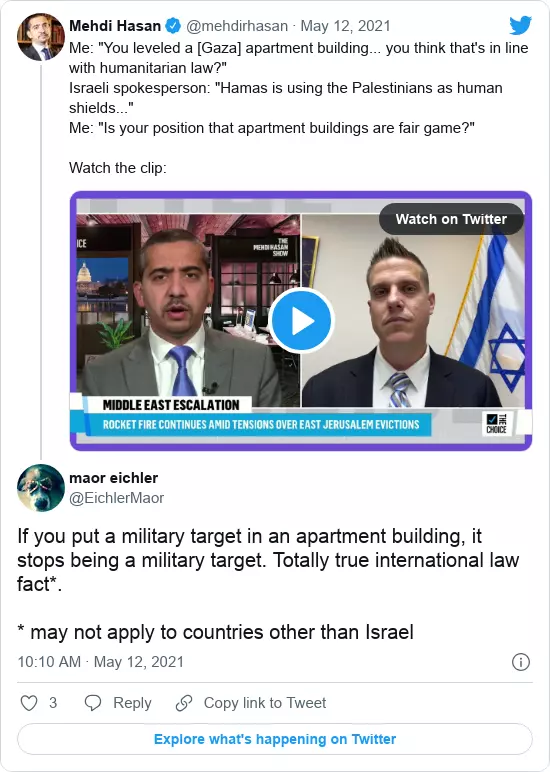 Mehdi Hasan @mehdirhasan · May 12, 2021
Me: "You leveled a [Gaza] apartment building... you think that's in line
with humanitarian law?"
Israeli spokesperson: "Hamas is using the Palestinians as human
shields..."
Me: "Is your position that apartment buildings are fair game?"
Watch the clip:
Watch on Twitter
ICE
THE
MEHDI HASAN
SHOW
MIDDLE EAST ESCALATION
ROCKET FIRE CONTINUES AMID TENSIONS OVER EAST JERUSALEM EVICTIONS
THE
CHOICE
maor eichler
@EichlerMaor
If you put a military target in an apartment building, it
stops being a military target. Totally true international law
fact*.
* may not apply to countries other than Israel
10:10 AM · May 12, 2021
3 Reply Copy link to Tweet
Explore what's happening on Twitter